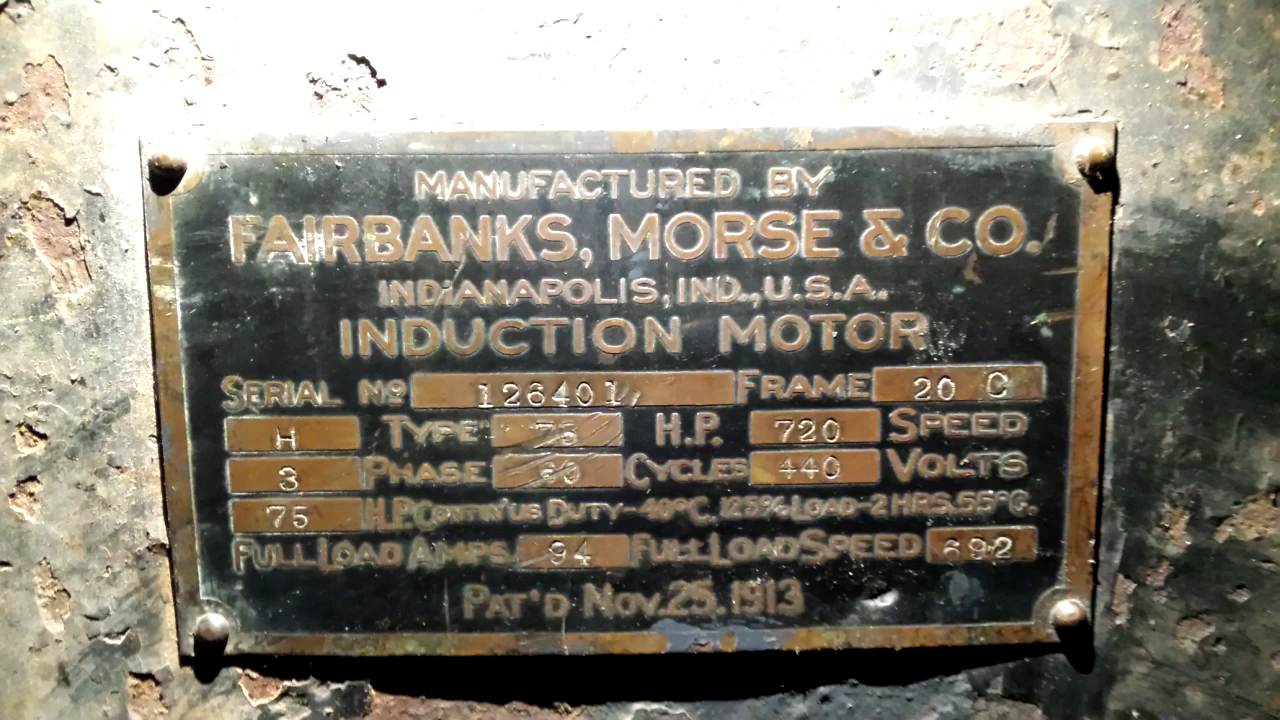 MANUFACTURED BY
FAIRBANKS, MORSE & CO.
INDIANAPOLIS, IND., U.S.A.
INDUCTION MOTOR
SERIAL NO 126401 FRAME 20 C
H TYPE 75 H.P. 720 SPEED
3 PHASE 60 CYCLES 440 VOLTS
75 H.P. CONTIN'US DUTY-40°C. 125% LOAD-2 HRS. 55°C.
FULL LOAD AMPS. 94 FULL LOAD SPEED 692
PAT'D NOV. 25. 1913